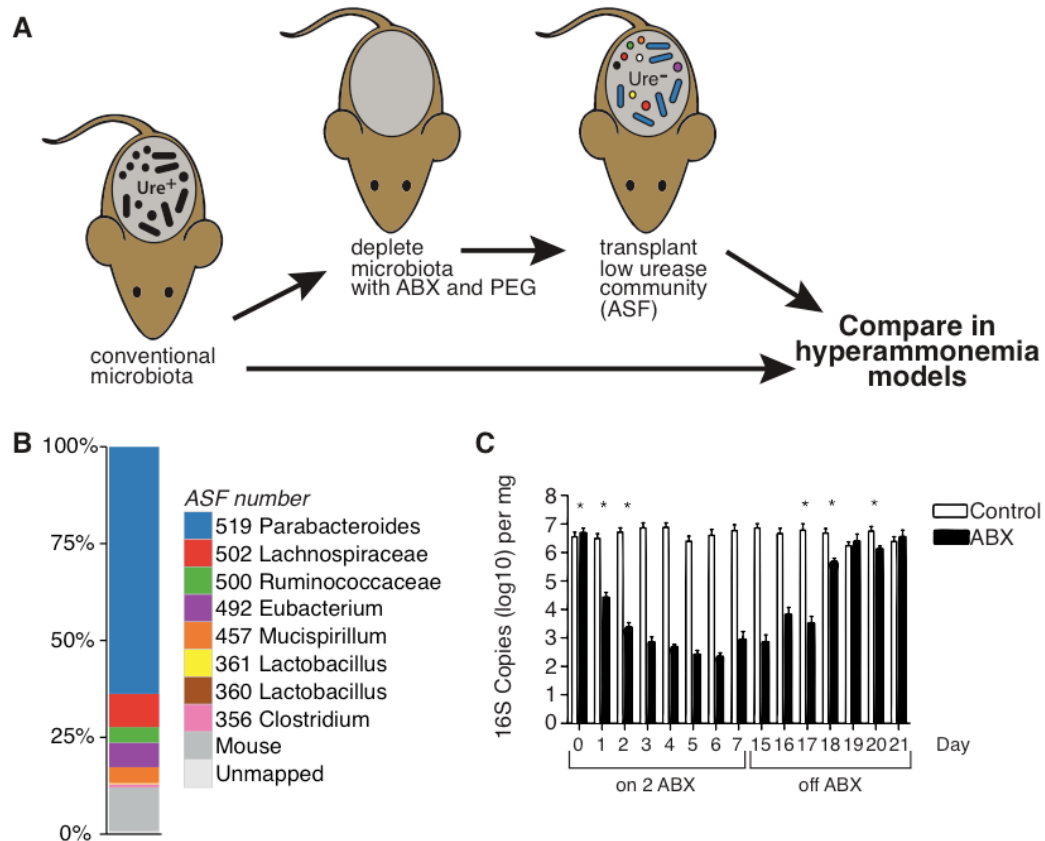 A
Ure+
Ure-
deplete
microbiota
with ABX and PEG
transplant
low urease
community
(ASF)
conventional
microbiota
Compare in
hyperammonemia
models
B
100%
75%
50%
25%
0%
ASF number
519 Parabacteroides
502 Lachnospiraceae
500 Ruminococcaceae
492 Eubacterium
457 Mucispirillum
361 Lactobacillus
360 Lactobacillus
356 Clostridium
Mouse
Unmapped
C
16S Copies (log10) per mg
8
7
6
5
4
3
2
1
0
* * * * * *
0 1 2 3 4 5 6 7 15 16 17 18 19 20 21 Day
on 2 ABX
off ABX
Control
ABX